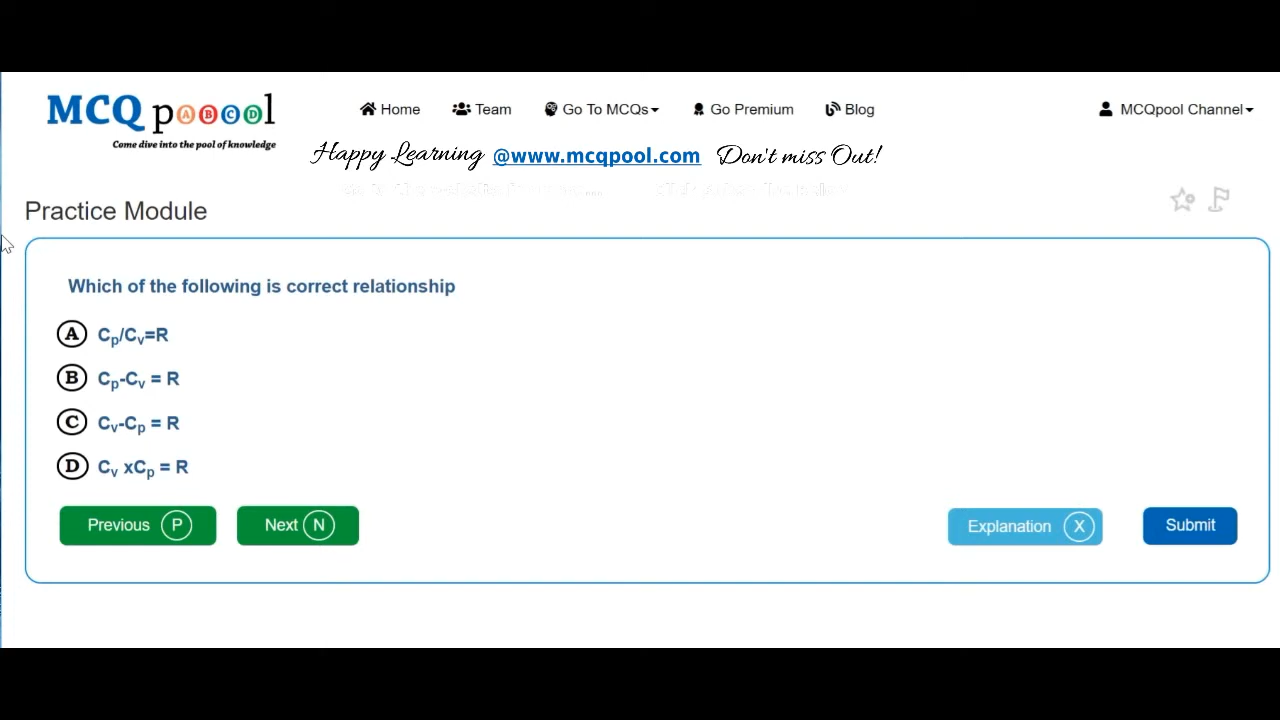 MCQ pooool
Come dive into the pool of knowledge
Home Team Go To MCQs Go Premium Blog MCQpool Channel
Happy Learning @www.mcqpool.com Don't miss Out!
Practice Module
Which of the following is correct relationship
A Cp/Cv=R
B Cp-Cv = R
C Cv-Cp = R
D Cv xCp = R
Previous P Next N Explanation X Submit